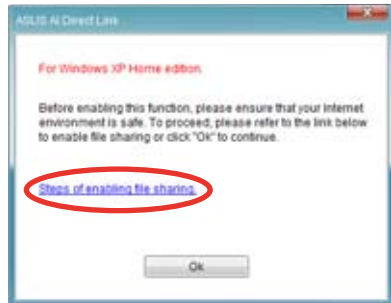 ASUS AI Direct Link
For Windows XP Home edition.
Before enabling this function, please ensure that your Internet
environment is safe. To proceed, please refer to the link below
to enable file sharing or click "Ok" to continue.
Steps of enabling file sharing.
Ok